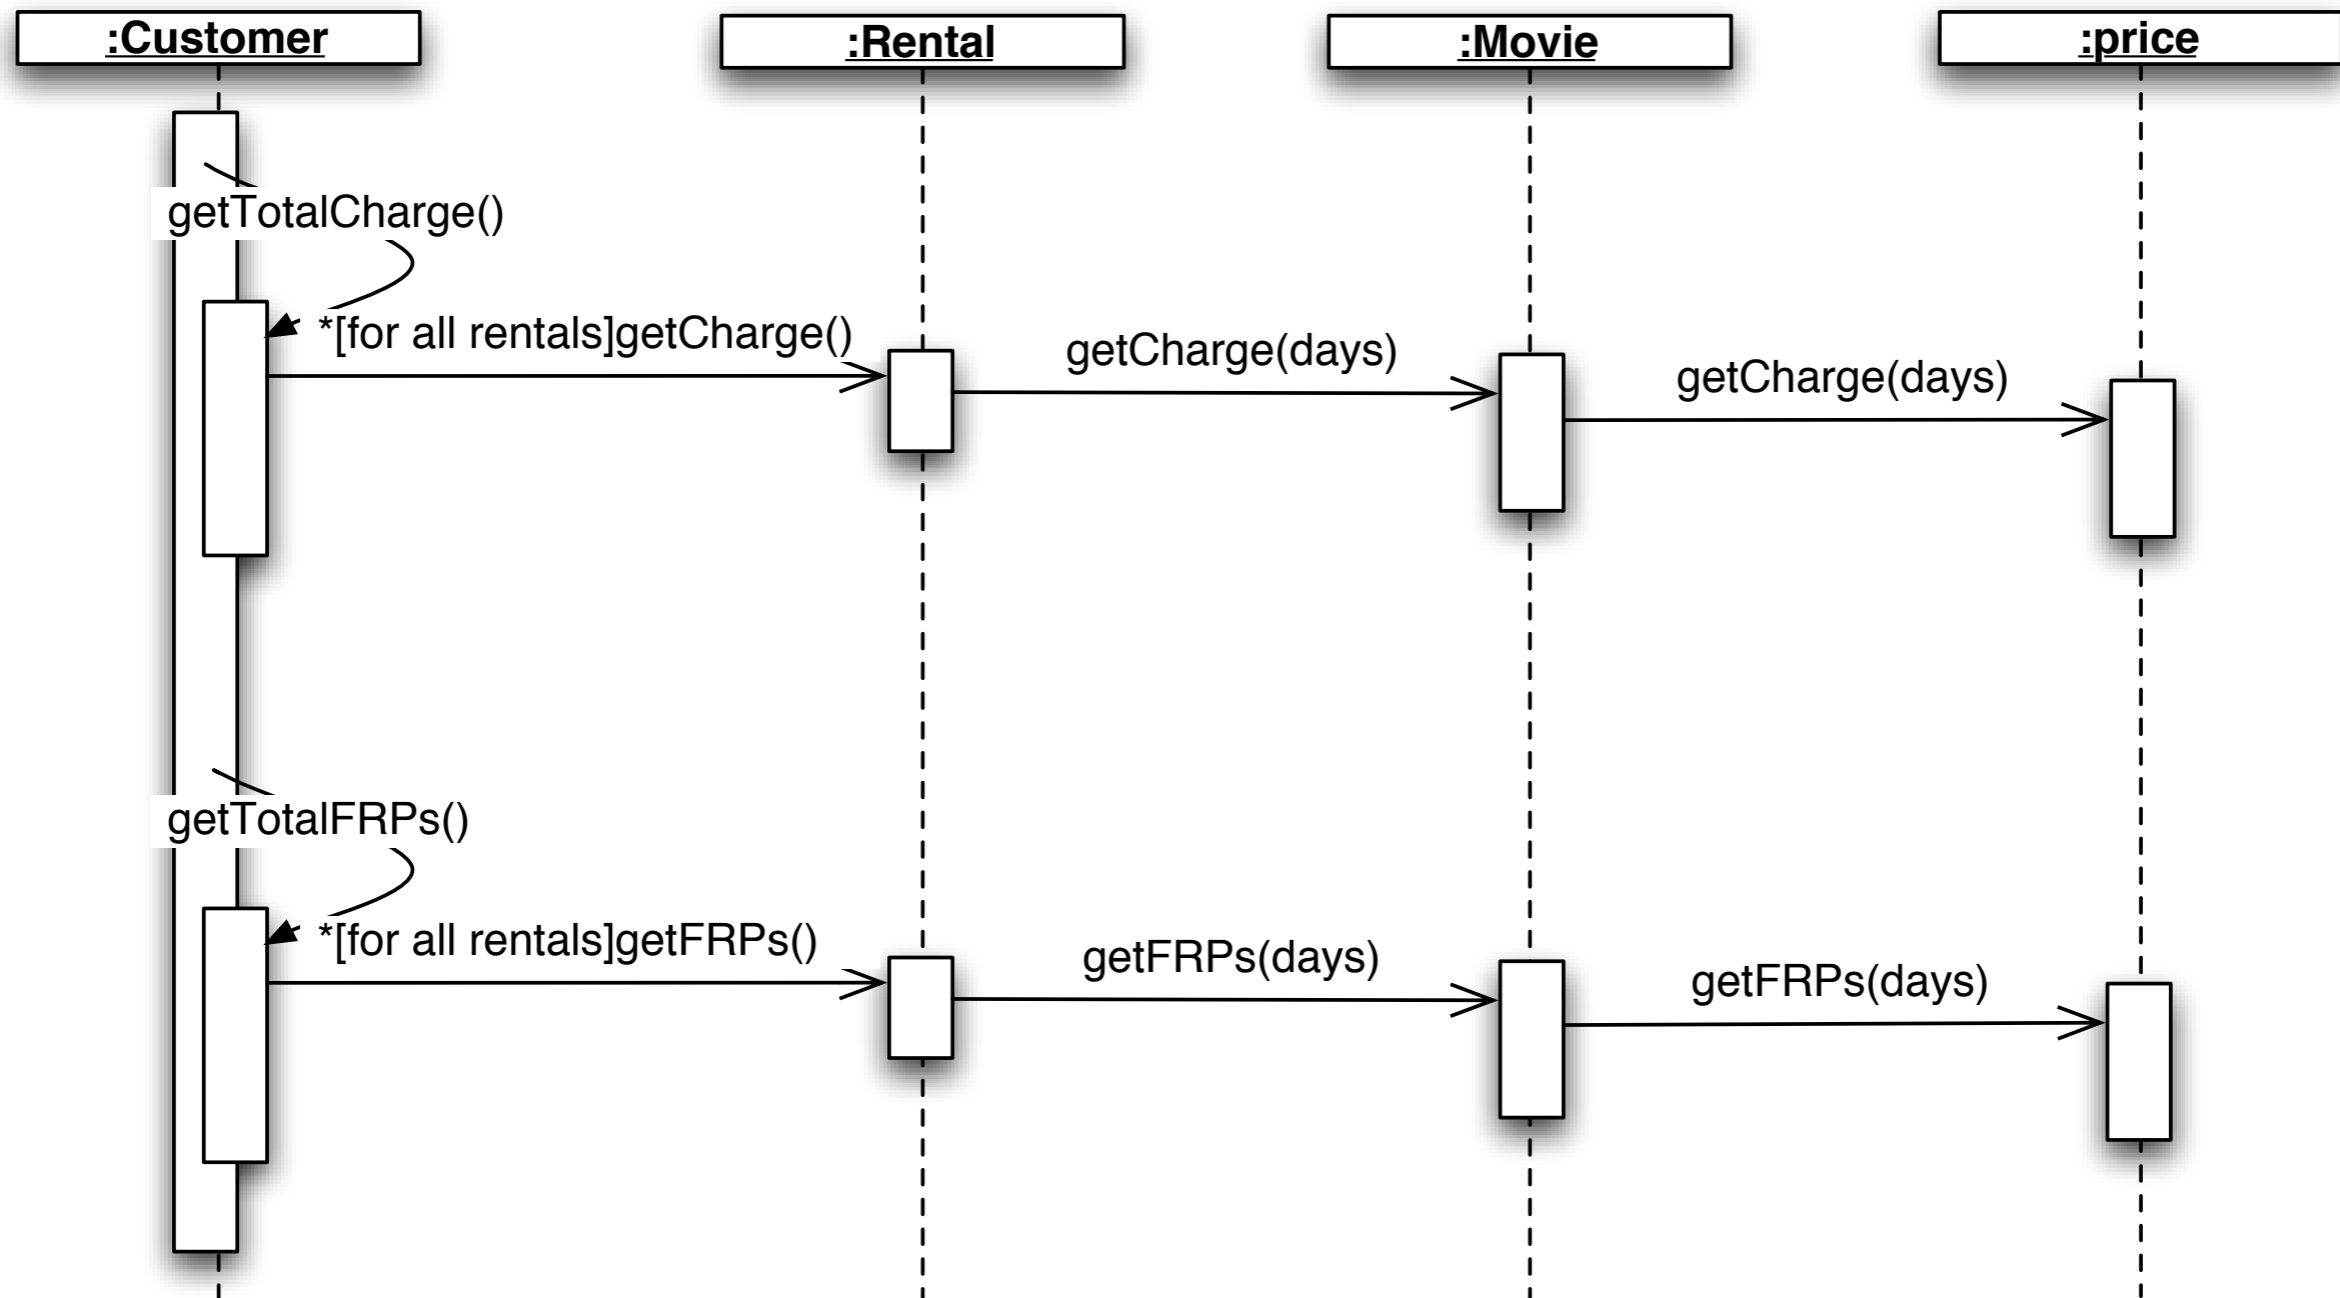 :Customer
:Rental
:Movie
:price
getTotalCharge()
*[for all rentals]getCharge()
getCharge(days)
getCharge(days)
getTotalFRPs()
*[for all rentals]getFRPs()
getFRPs(days)
getFRPs(days)